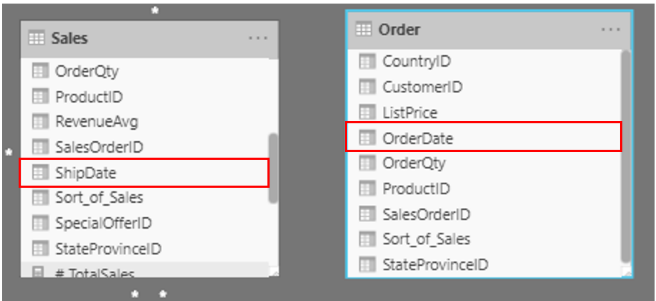 *
Sales ...
OrderQty
ProductID
RevenueAvg
SalesOrderID
*
ShipDate
Sort_of_Sales
SpecialOfferID
StateProvinceID
# TotalSales
* *
Order ...
CountryID
CustomerID
ListPrice
OrderDate
OrderQty
ProductID
SalesOrderID
Sort_of_Sales
StateProvinceID